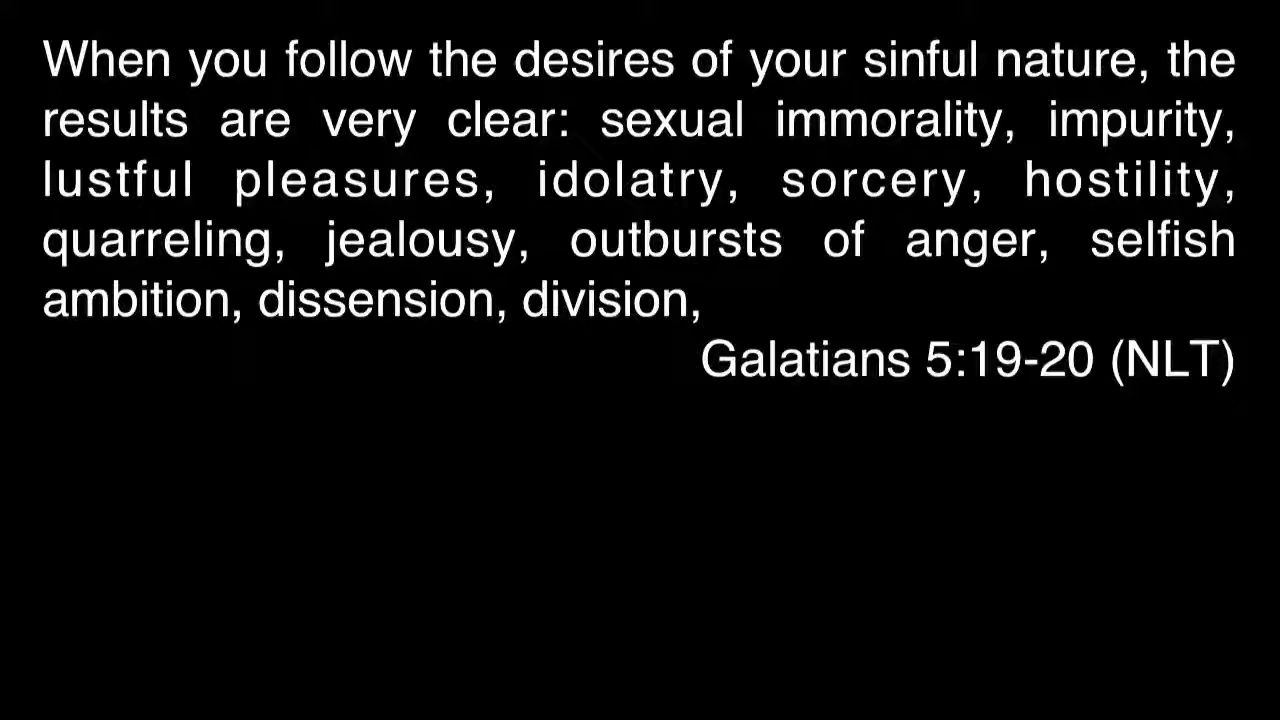 When you follow the desires of your sinful nature, the
results are very clear: sexual immorality, impurity,
lustful pleasures, idolatry, sorcery, hostility,
quarreling, jealousy, outbursts of anger, selfish
ambition, dissension, division,
Galatians 5:19-20 (NLT)